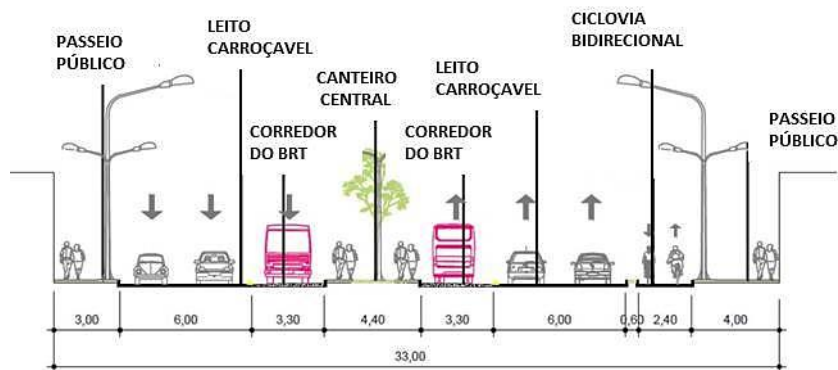 PASSEIO
PÚBLICO
LEITO
CARROÇAVEL
CORREDOR
DO BRT
CANTEIRO
CENTRAL
LEITO
CARROÇAVEL
CORREDOR
DO BRT
CICLOVIA
BIDIRECIONAL
PASSEIO
PÚBLICO
3,00 6,00 3,30 4,40 3,30 6,00 0,60 2,40 4,00
33,00